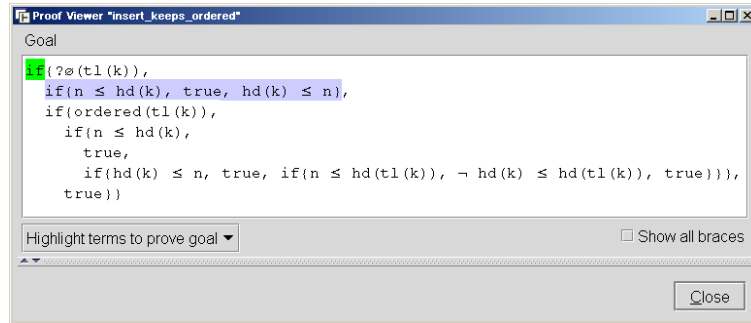 Proof Viewer "insert_keeps_ordered"
Goal
if{?ø(tl(k)),
if{n ≤ hd(k), true, hd(k) ≤ n},
if{ordered(tl(k)),
if{n ≤ hd(k),
true,
if{hd(k) ≤ n, true, if{n ≤ hd(tl(k)), ¬ hd(k) ≤ hd(tl(k)), true}}},
true}}
Highlight terms to prove goal
Show all braces
Close